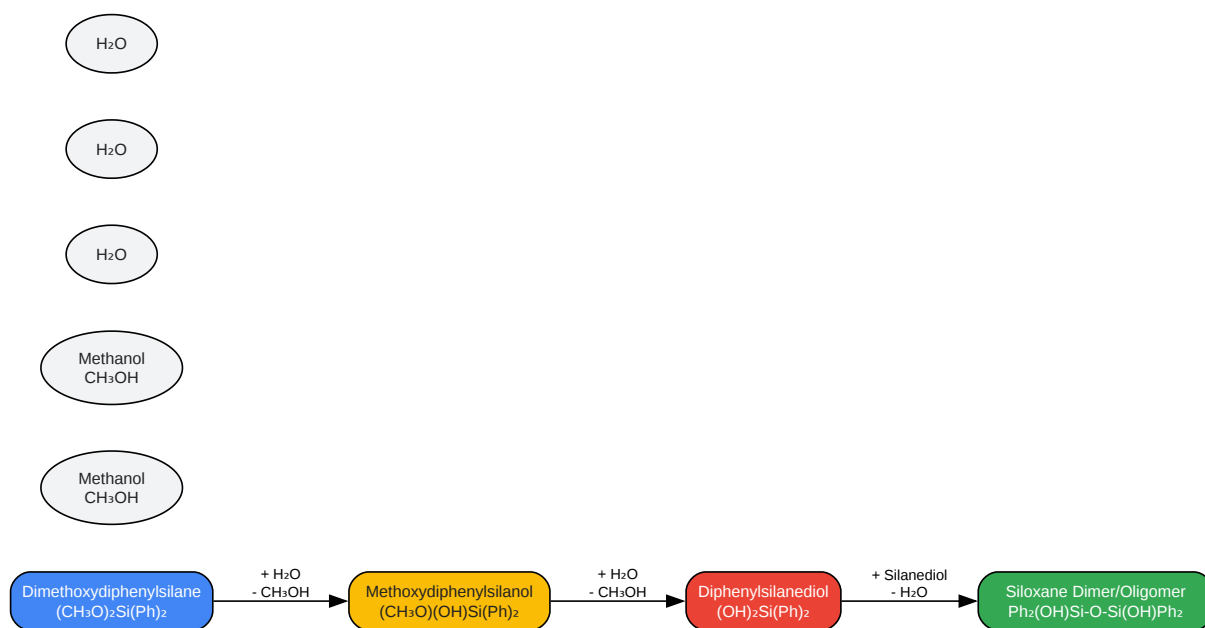 H₂O
H₂O
H₂O
Methanol
CH₃OH
Methanol
CH₃OH
Dimethoxydiphenylsilane
(CH₃O)₂Si(Ph)₂
+ H₂O
- CH₃OH
Methoxydiphenylsilanol
(CH₃O)(OH)Si(Ph)₂
+ H₂O
- CH₃OH
Diphenylsilanediol
(OH)₂Si(Ph)₂
+ Silanediol
- H₂O
Siloxane Dimer/Oligomer
Ph₂(OH)Si-O-Si(OH)Ph₂